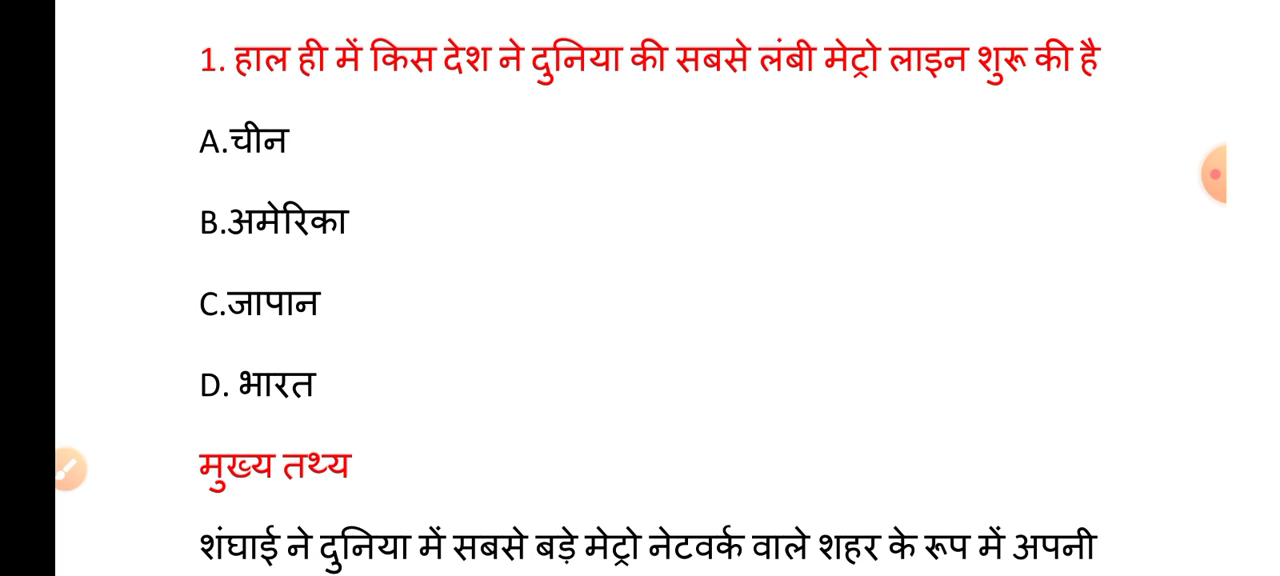 1. हाल ही में किस देश ने दुनिया की सबसे लंबी मेट्रो लाइन शुरू की है
A.चीन
B.अमेरिका
C.जापान
D. भारत
मुख्य तथ्य
शंघाई ने दुनिया में सबसे बड़े मेट्रो नेटवर्क वाले शहर के रूप में अपनी